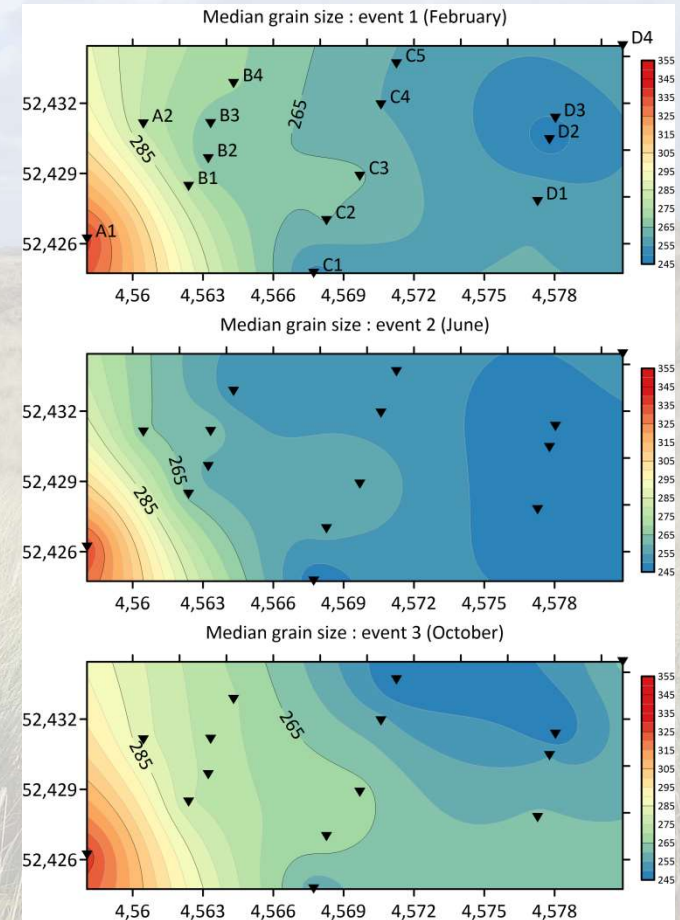 Median grain size : event 1 (February)
D4
C5
355
345
335
325
315
305
295
285
275
265
255
245
B4
52,432
A2
B3
265
C4
D3
285
B2
D2
52,429
B1
C3
D1
C2
52,426
A1
C1
4,56 4,563 4,566 4,569 4,572 4,575 4,578
Median grain size : event 2 (June)
355
345
335
325
315
305
295
285
275
265
255
245
52,432
265
52,429
285
52,426
4,56 4,563 4,566 4,569 4,572 4,575 4,578
Median grain size : event 3 (October)
355
345
335
325
315
305
295
285
275
265
255
245
52,432
265
285
52,429
52,426
4,56 4,563 4,566 4,569 4,572 4,575 4,578